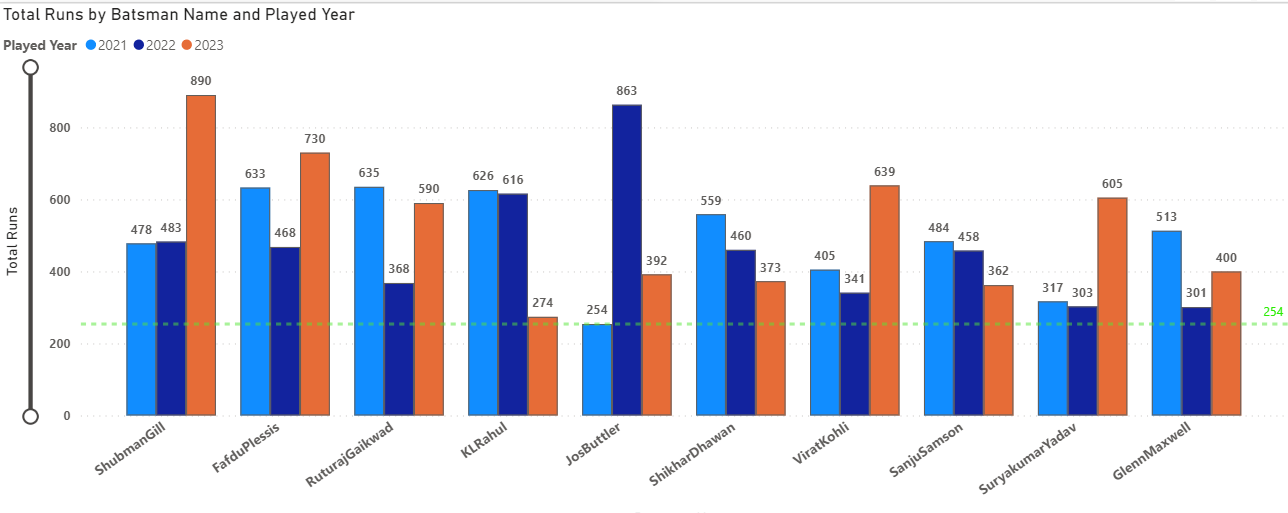 Total Runs by Batsman Name and Played Year
Played Year 2021 2022 2023
Total Runs
800
600
400
200
0
478 483 890
633 468 730
635 368 590
626 616 274
254 863 392
559 460 373
405 341 639
484 458 362
317 303 605
513 301 400
254
ShubmanGill
FafduPlessis
RuturajGaikwad
KLRahul
JosButtler
ShikharDhawan
ViratKohli
SanjuSamson
SuryakumarYadav
GlennMaxwell